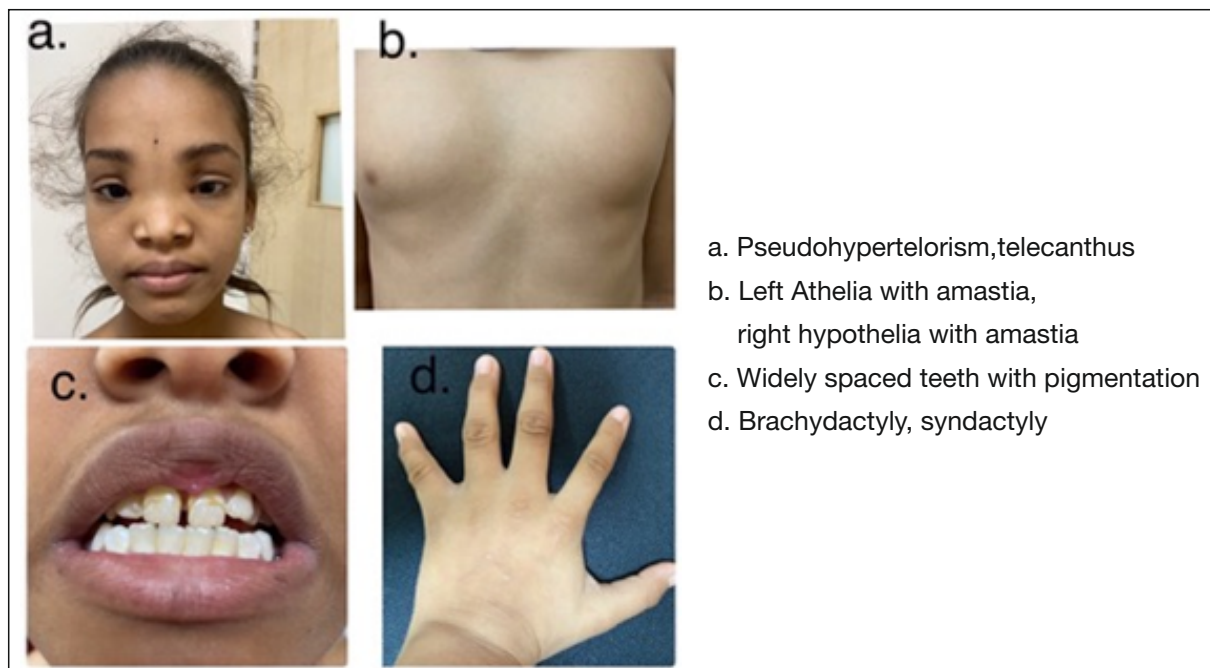 a.
b.
c.
d.
a. Pseudohypertelorism,telecanthus
b. Left Athelia with amastia,
right hypothelia with amastia
c. Widely spaced teeth with pigmentation
d. Brachydactyly, syndactyly